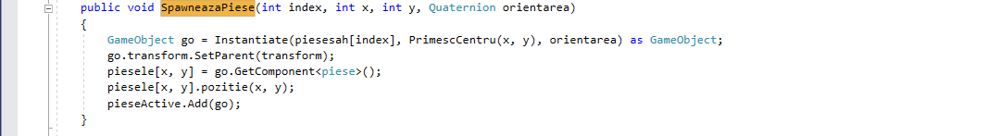 public void SpawneazaPiese(int index, int x, int y, Quaternion orientarea)
{
GameObject go = Instantiate(piesesah[index], PrimescCentru(x, y), orientarea) as GameObject;
go.transform.SetParent(transform);
piesele[x, y] = go.GetComponent<piese>();
piesele[x, y].pozitie(x, y);
pieseActive.Add(go);
}